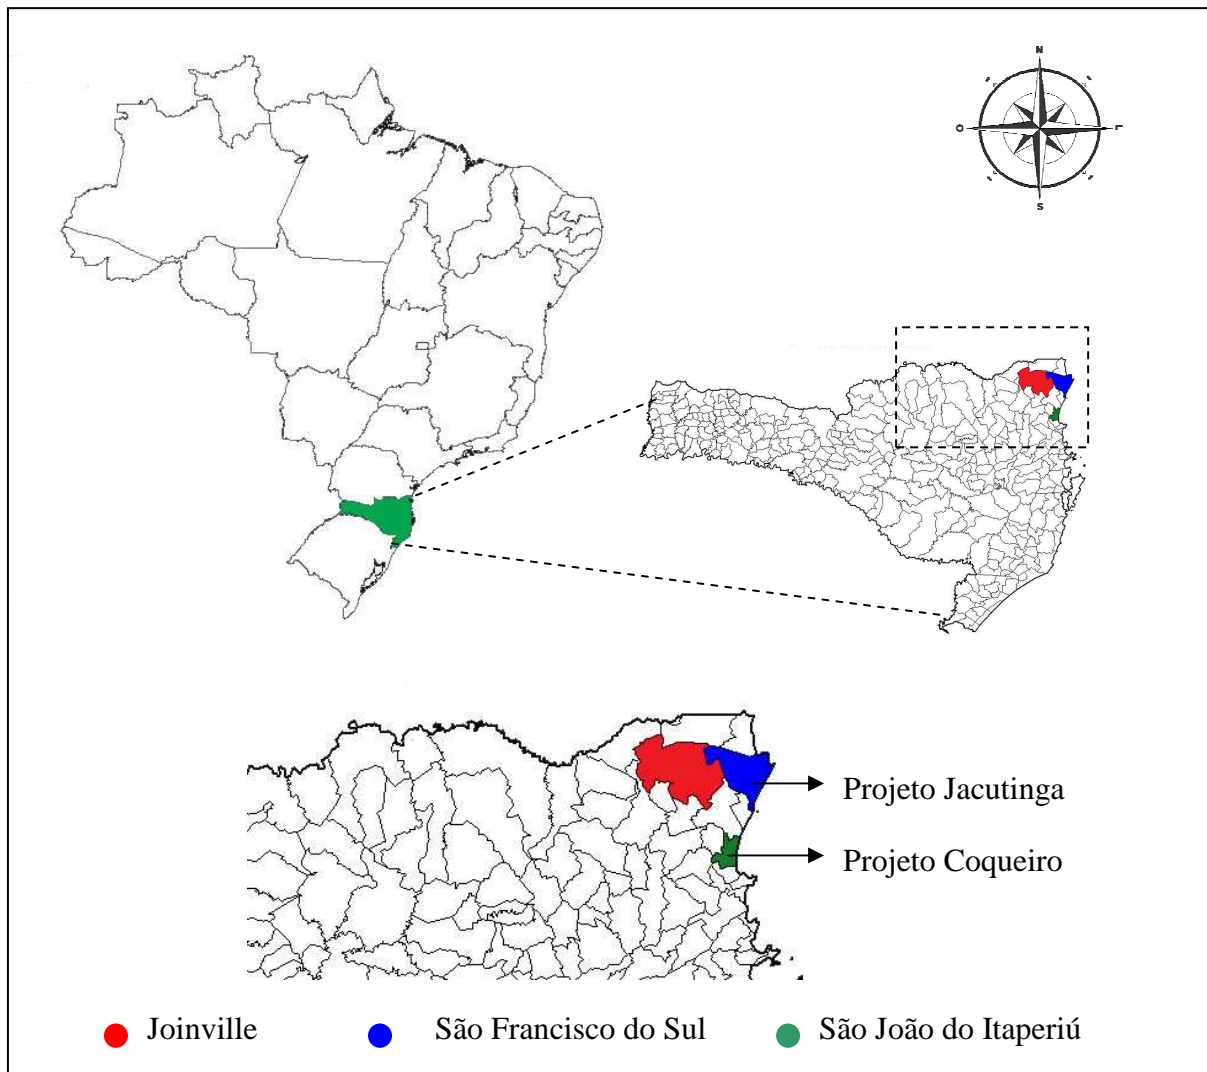 N
O
L
S
Projeto Jacutinga
Projeto Coqueiro
Joinville
São Francisco do Sul
São João do Itaperiú